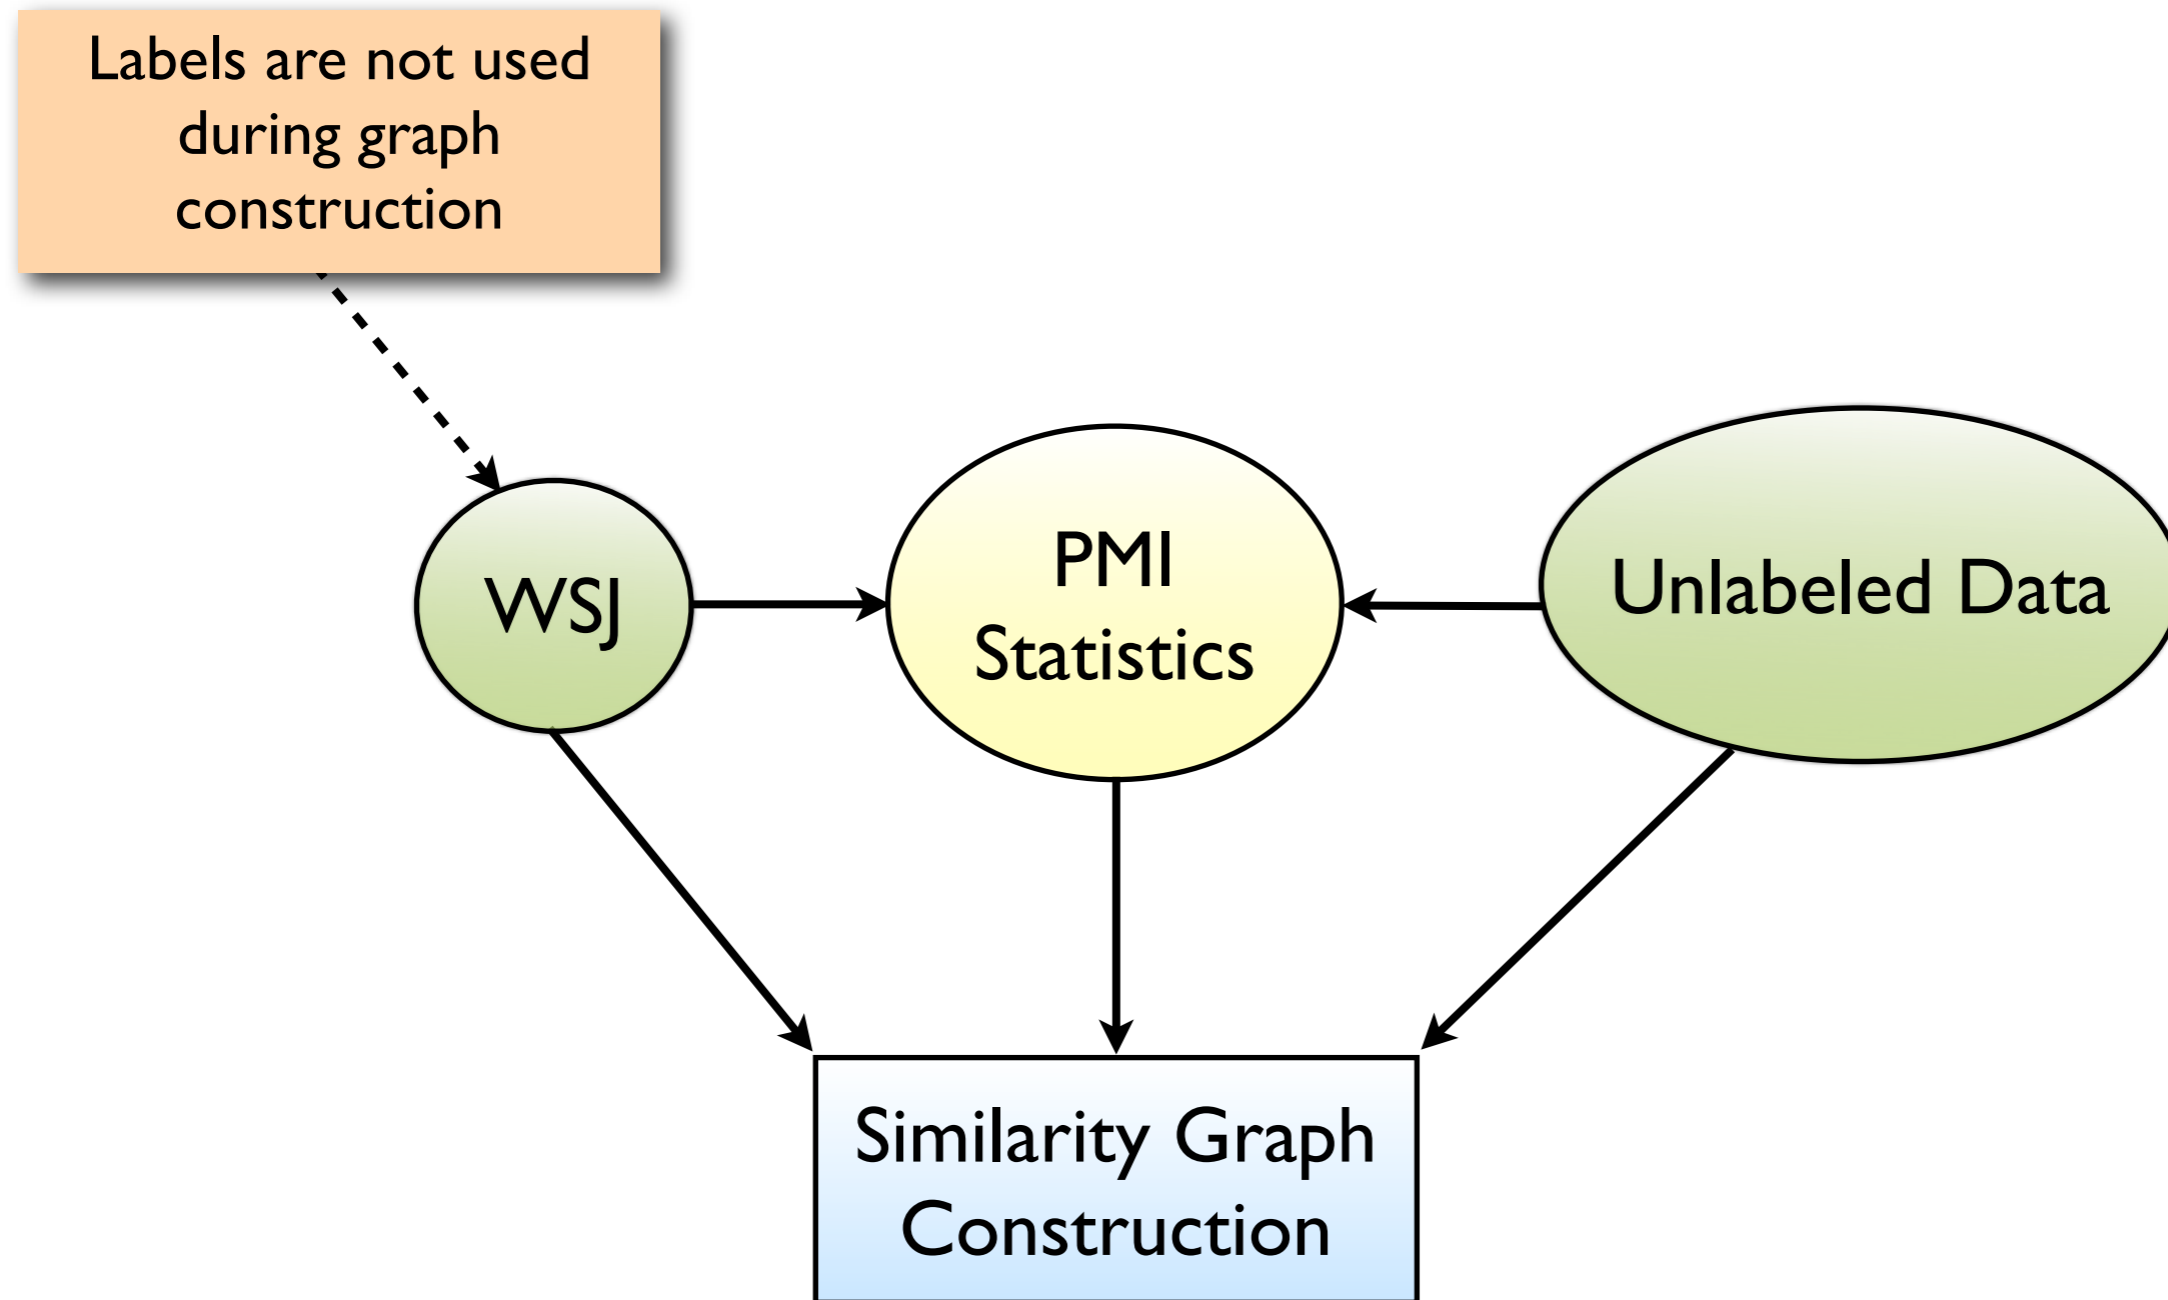 Labels are not used
during graph
construction
WSJ
PMI
Statistics
Unlabeled Data
Similarity Graph
Construction